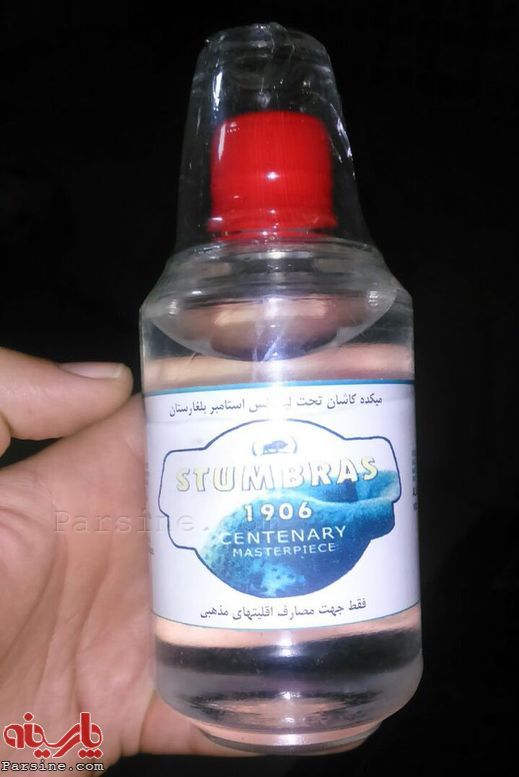 میکده کاشان تحت لیسانس استامبر بلغارستان
STUMBRAS
1906
CENTENARY
MASTERPIECE
فقط جهت مصارف اقلیتهای مذهبی
Parsine.com
پارسینه
Parsine.com